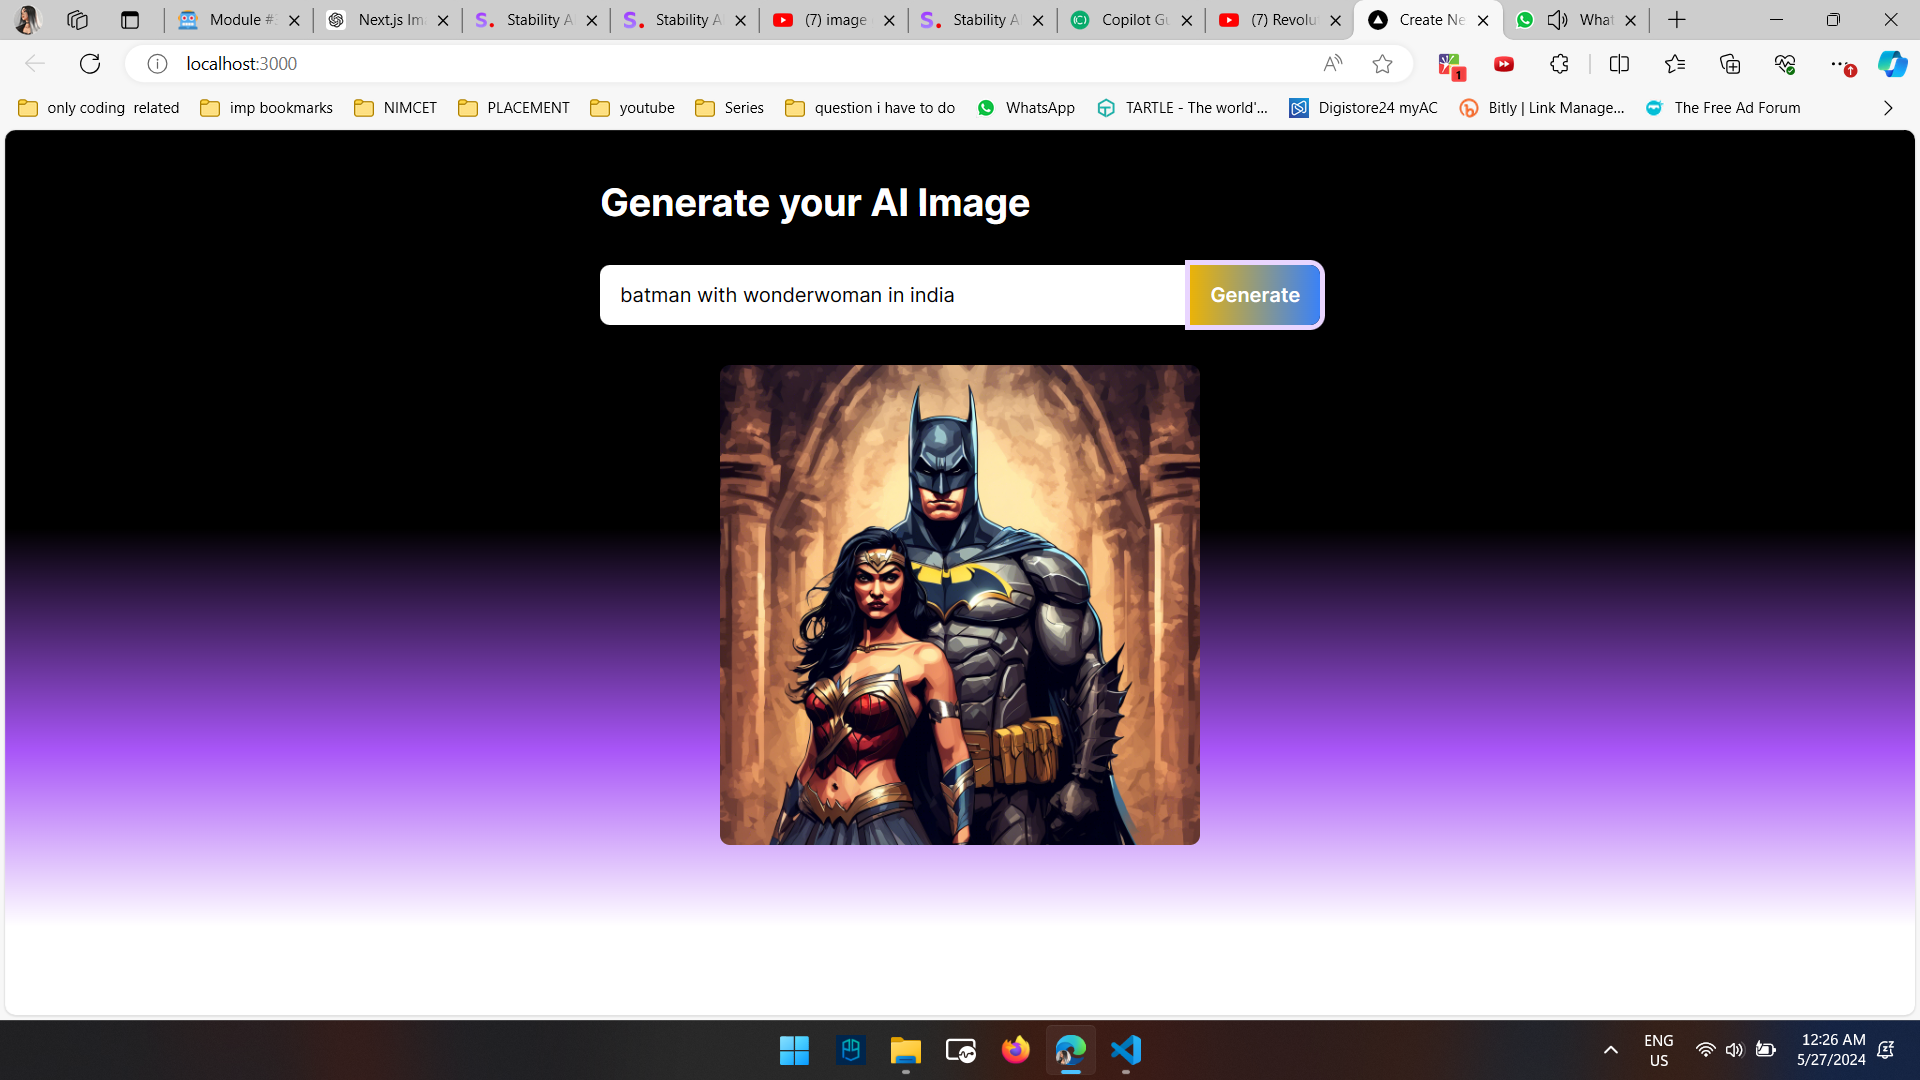 Module #
Next.js Im
Stability A
Stability A
(7) image
Stability A
Copilot Gu
(7) Revolu
Create Ne
What
localhost:3000
1
only coding related
imp bookmarks
NIMCET
PLACEMENT
youtube
Series
question i have to do
WhatsApp
TARTLE - The world'...
Digistore24 myAC
Bitly | Link Manage...
The Free Ad Forum
Generate your AI Image
batman with wonderwoman in india
Generate
ENG
US
12:26 AM
5/27/2024